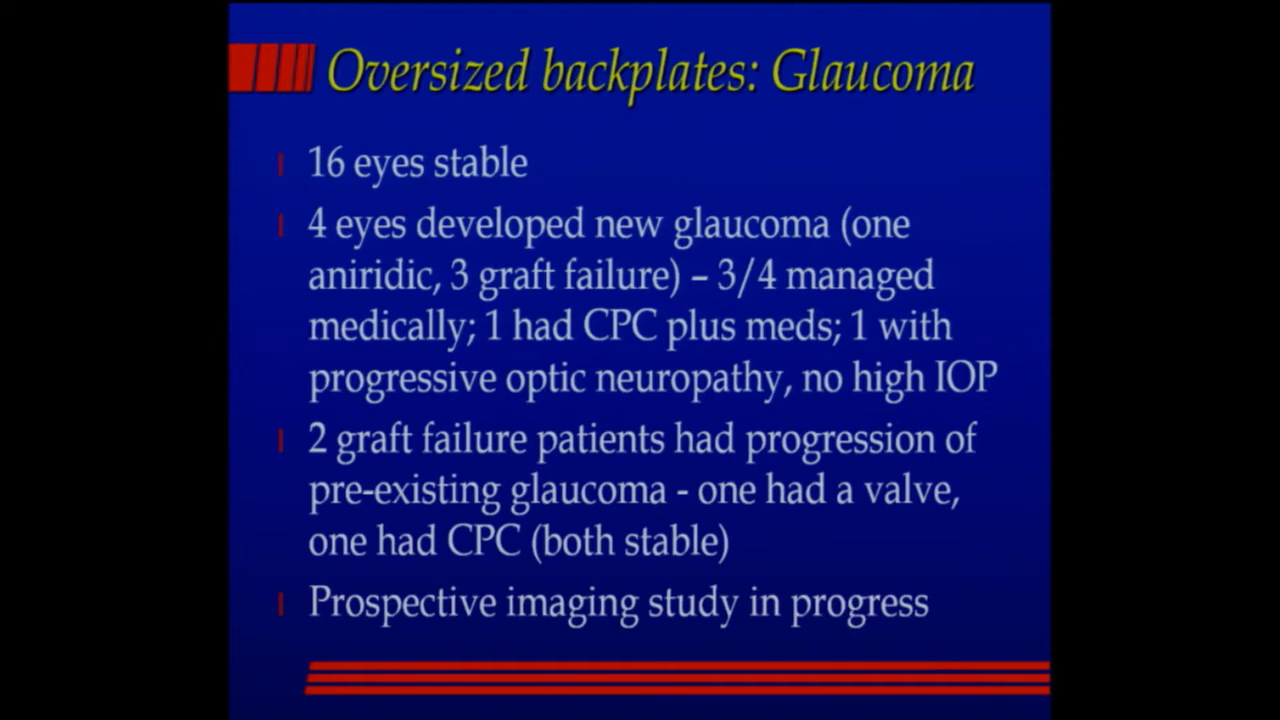 Oversized backplates: Glaucoma
16 eyes stable
4 eyes developed new glaucoma (one
aniridic, 3 graft failure) – 3/4 managed
medically; 1 had CPC plus meds; 1 with
progressive optic neuropathy, no high IOP
2 graft failure patients had progression of
pre-existing glaucoma - one had a valve,
one had CPC (both stable)
Prospective imaging study in progress